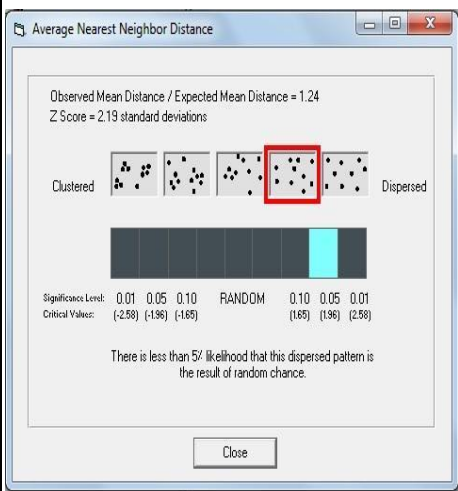 Average Nearest Neighbor Distance
Observed Mean Distance / Expected Mean Distance = 1.24
Z Score = 2.19 standard deviations
Clustered Dispersed
Significance Level: 0.01 0.05 0.10 RANDOM 0.10 0.05 0.01
Critical Values: (-2.58) (-1.96) (-1.65) (1.65) (1.96) (2.58)
There is less than 5% likelihood that this dispersed pattern is
the result of random chance.
Close